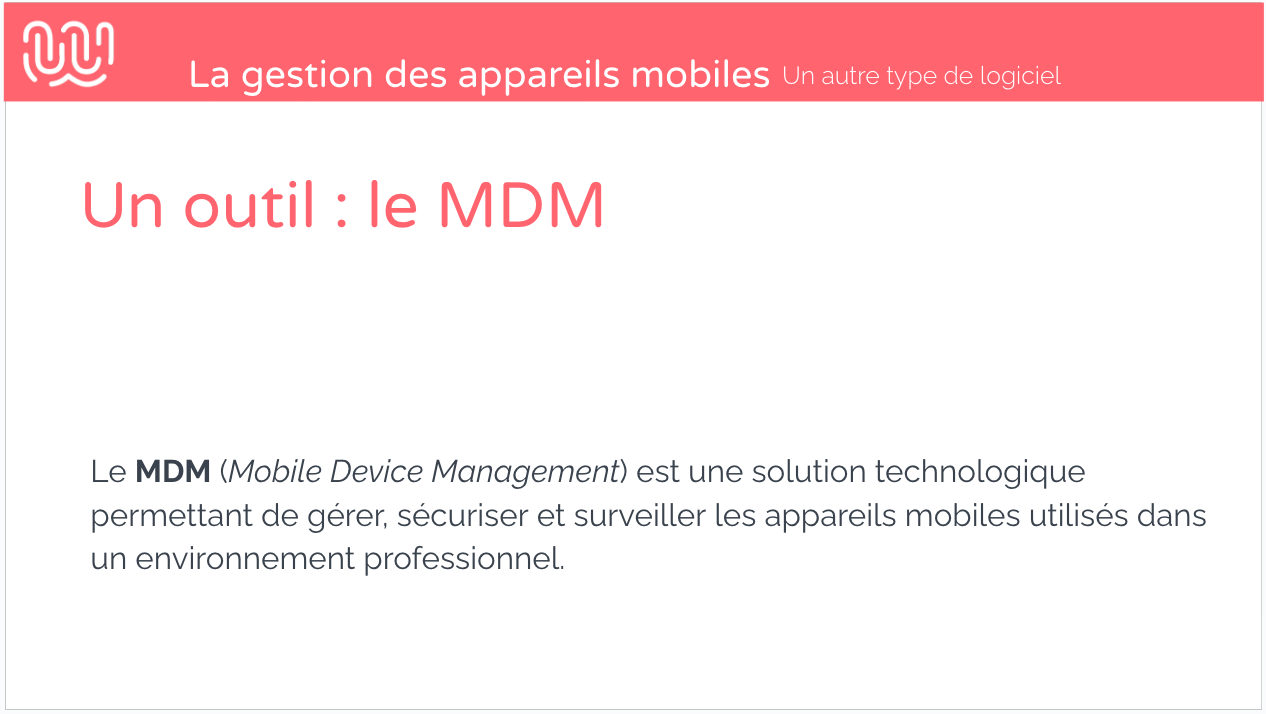 La gestion des appareils mobiles Un autre type de logiciel
Un outil : le MDM
Le MDM (Mobile Device Management) est une solution technologique
permettant de gérer, sécuriser et surveiller les appareils mobiles utilisés dans
un environnement professionnel.